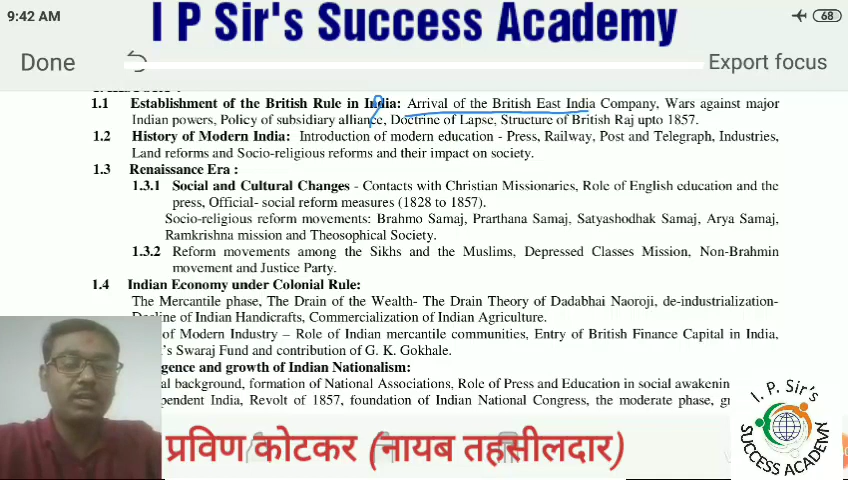 9:42 AM
I P Sir's Success Academy
68
Done
Export focus
1.1 Establishment of the British Rule in India: Arrival of the British East India Company, Wars against major
Indian powers, Policy of subsidiary alliance, Doctrine of Lapse, Structure of British Raj upto 1857.
1.2 History of Modern India: Introduction of modern education - Press, Railway, Post and Telegraph, Industries,
Land reforms and Socio-religious reforms and their impact on society.
1.3 Renaissance Era :
1.3.1 Social and Cultural Changes - Contacts with Christian Missionaries, Role of English education and the
press, Official- social reform measures (1828 to 1857).
Socio-religious reform movements: Brahmo Samaj, Prarthana Samaj, Satyashodhak Samaj, Arya Samaj,
Ramkrishna mission and Theosophical Society.
1.3.2 Reform movements among the Sikhs and the Muslims, Depressed Classes Mission, Non-Brahmin
movement and Justice Party.
1.4 Indian Economy under Colonial Rule:
The Mercantile phase, The Drain of the Wealth- The Drain Theory of Dadabhai Naoroji, de-industrialization-
Decline of Indian Handicrafts, Commercialization of Indian Agriculture.
of Modern Industry – Role of Indian mercantile communities, Entry of British Finance Capital in India,
's Swaraj Fund and contribution of G. K. Gokhale.
gence and growth of Indian Nationalism:
al background, formation of National Associations, Role of Press and Education in social awakenin
pendent India, Revolt of 1857, foundation of Indian National Congress, the moderate phase, gr
I. P. Sir's
SUCCESS ACADEMY
प्रविण कोटकर (नायब तहसीलदार)